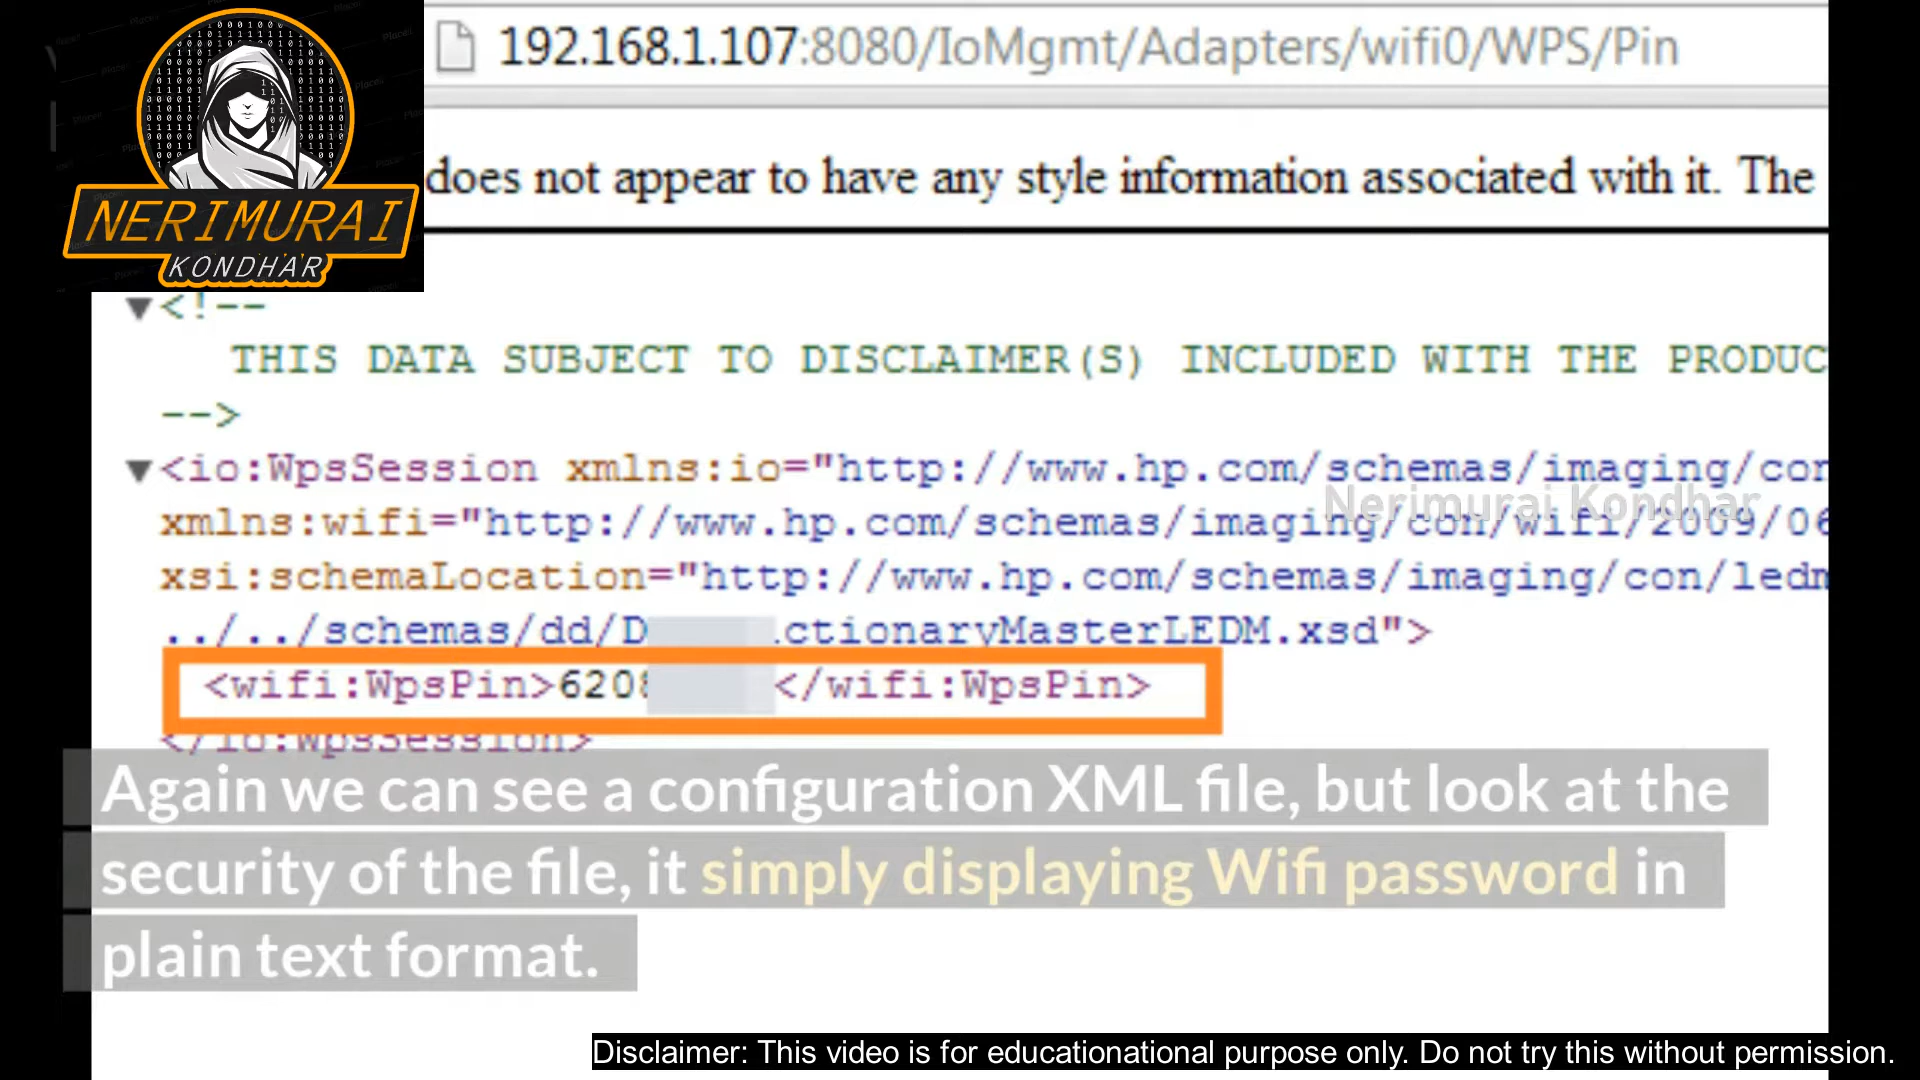 192.168.1.107:8080/IoMgmt/Adapters/wifi0/WPS/Pin
NERIMURAI
KONDHAR
does not appear to have any style information associated with it. The
<!--
THIS DATA SUBJECT TO DISCLAIMER(S) INCLUDED WITH THE PRODUC
-->
<io:WpsSession xmlns:io="http://www.hp.com/schemas/imaging/con
Nerimurai Kondhar
xmlns:wifi="http://www.hp.com/schemas/imaging/con/wifi/2009/06
xsi:schemaLocation="http://www.hp.com/schemas/imaging/con/ledm
../../schemas/dd/D ctionaryMasterLEDM.xsd">
<wifi:WpsPin>620 </wifi:WpsPin>
</io:WpsSession>
Again we can see a configuration XML file, but look at the
security of the file, it simply displaying Wifi password in
plain text format.
Disclaimer: This video is for educationational purpose only. Do not try this without permission.